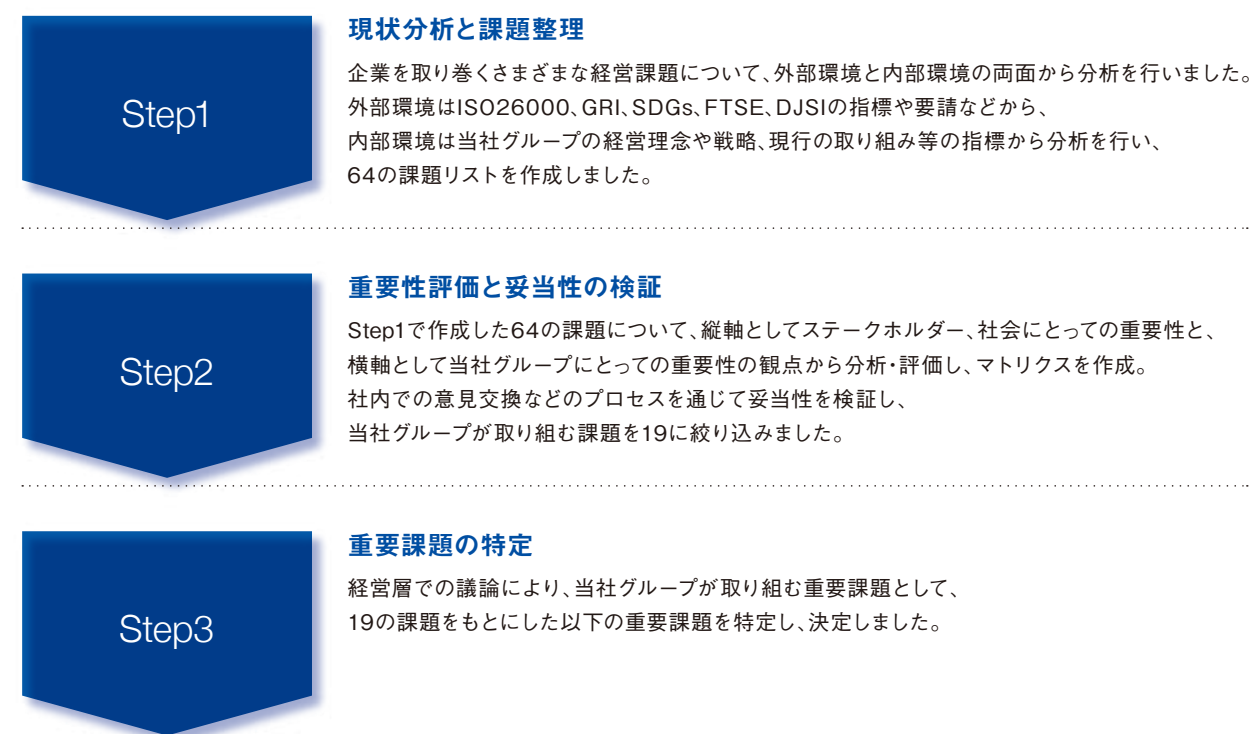 Step1
現状分析と課題整理
企業を取り巻くさまざまな経営課題について、外部環境と内部環境の両面から分析を行いました。
外部環境はISO26000、GRI、SDGs、FTSE、DJSIの指標や要請などから、
内部環境は当社グループの経営理念や戦略、現行の取り組み等の指標から分析を行い、
64の課題リストを作成しました。
Step2
重要性評価と妥当性の検証
Step1で作成した64の課題について、縦軸としてステークホルダー、社会にとっての重要性と、
横軸として当社グループにとっての重要性の観点から分析・評価し、マトリクスを作成。
社内での意見交換などのプロセスを通じて妥当性を検証し、
当社グループが取り組む課題を19に絞り込みました。
Step3
重要課題の特定
経営層での議論により、当社グループが取り組む重要課題として、
19の課題をもとにした以下の重要課題を特定し、決定しました。